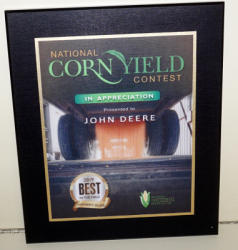 NATIONAL
CORN YIELD
CONTEST
IN APPRECIATION
Presented to
JOHN DEERE
BEST